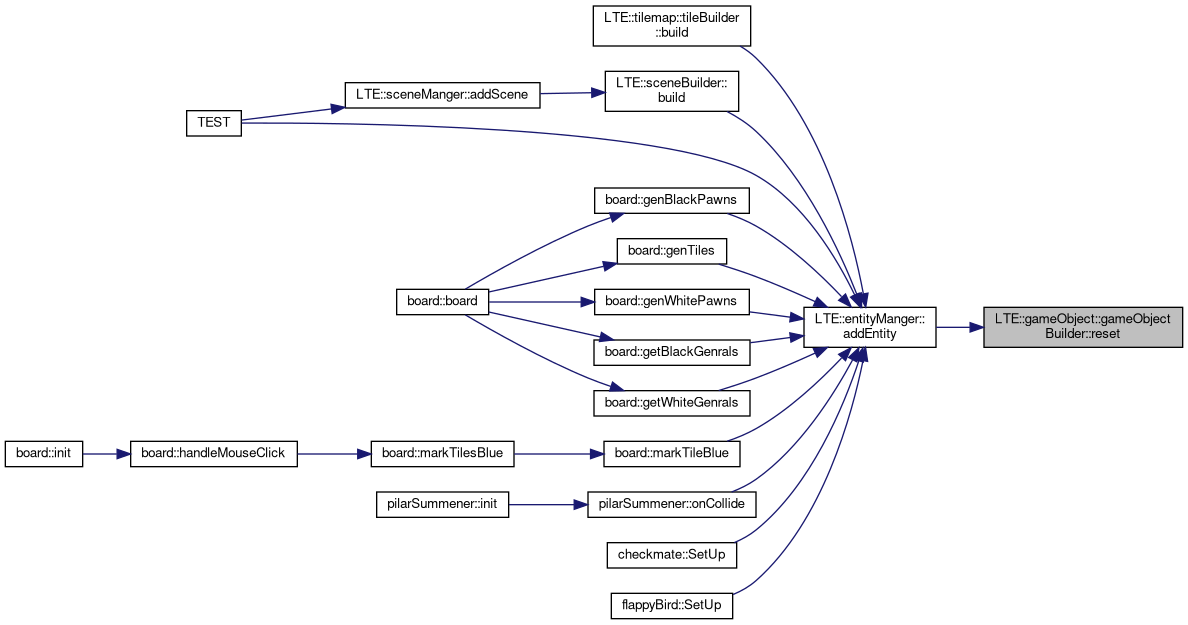 LTE::tilemap::tileBuilder
::build
LTE::sceneBuilder::
build
LTE::sceneManger::addScene
TEST
board::genBlackPawns
board::genTiles
board::board
board::genWhitePawns
LTE::entityManger::
addEntity
LTE::gameObject::gameObject
Builder::reset
board::getBlackGenrals
board::getWhiteGenrals
board::init
board::handleMouseClick
board::markTilesBlue
board::markTileBlue
pilarSummener::init
pilarSummener::onCollide
checkmate::SetUp
flappyBird::SetUp